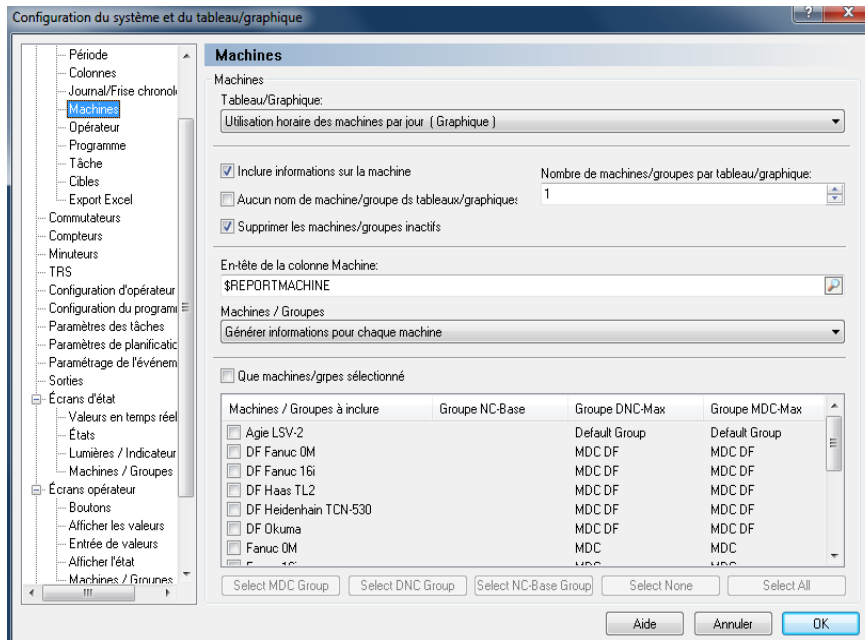 Configuration du système et du tableau/graphique
Période
Colonnes
Journal/Frise chronol
Machines
Opérateur
Programme
Tâche
Cibles
Export Excel
Commutateurs
Compteurs
Minuteurs
TRS
Configuration d'opérateur
Configuration du programi
Paramètres des tâches
Paramètres de planificatic
Paramétrage de l'événem
Sorties
Écrans d'état
Valeurs en temps réel
États
Lumières / Indicateur
Machines / Groupes
Écrans opérateur
Boutons
Afficher les valeurs
Entrée de valeurs
Afficher l'état
Machines / Groupes
Machines
Machines
Tableau/Graphique:
Utilisation horaire des machines par jour ( Graphique )
Inclure informations sur la machine
Nombre de machines/groupes par tableau/graphique:
Aucun nom de machine/groupe ds tableaux/graphiques
1
Supprimer les machines/groupes inactifs
En-tête de la colonne Machine:
$REPORTMACHINE
Machines / Groupes
Générer informations pour chaque machine
Que machines/grpes sélectionné
Machines / Groupes à inclure Groupe NC-Base Groupe DNC-Max Groupe MDC-Max
Agie LSV-2 Default Group Default Group
DF Fanuc 0M MDC DF MDC DF
DF Fanuc 16i MDC DF MDC DF
DF Haas TL2 MDC DF MDC DF
DF Heidenhain TCN-530 MDC DF MDC DF
DF Okuma MDC DF MDC DF
Fanuc 0M MDC MDC
Select MDC Group Select DNC Group Select NC-Base Group Select None Select All
Aide Annuler OK